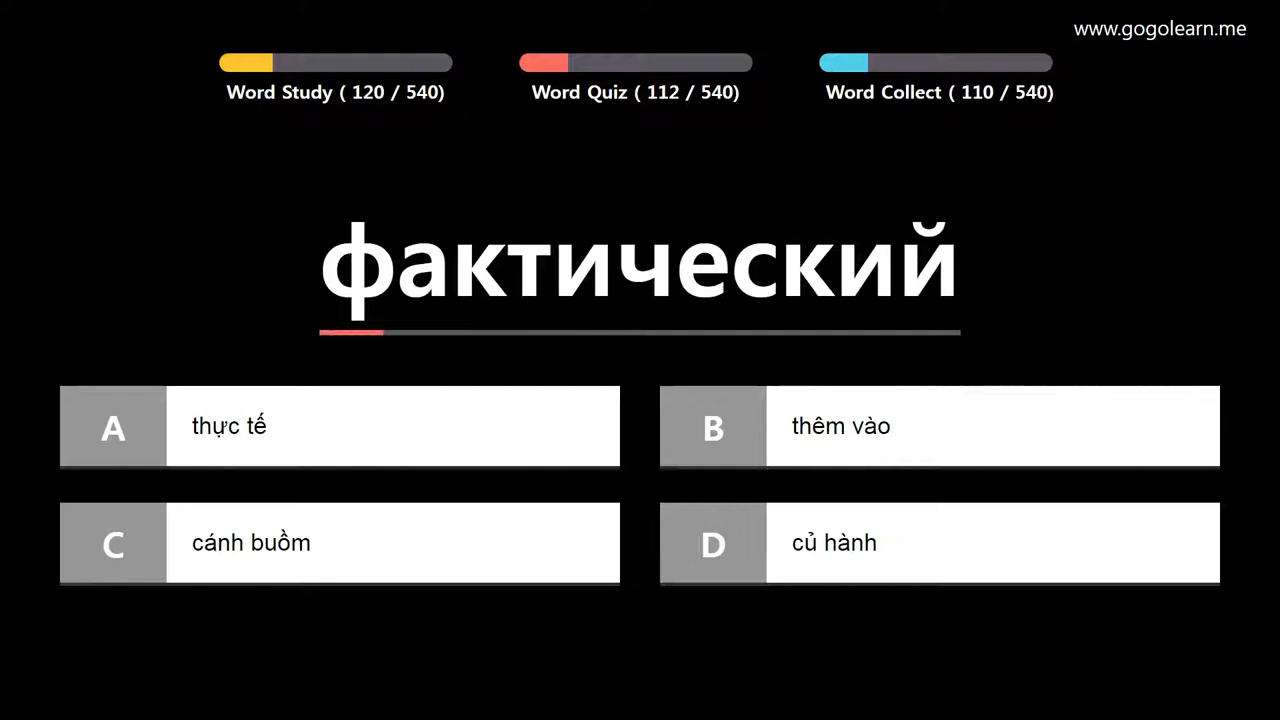 www.gogolearn.me
Word Study ( 120 / 540)
Word Quiz ( 112 / 540)
Word Collect ( 110 / 540)
фактический
A thực tế
B thêm vào
C cánh buồm
D củ hành